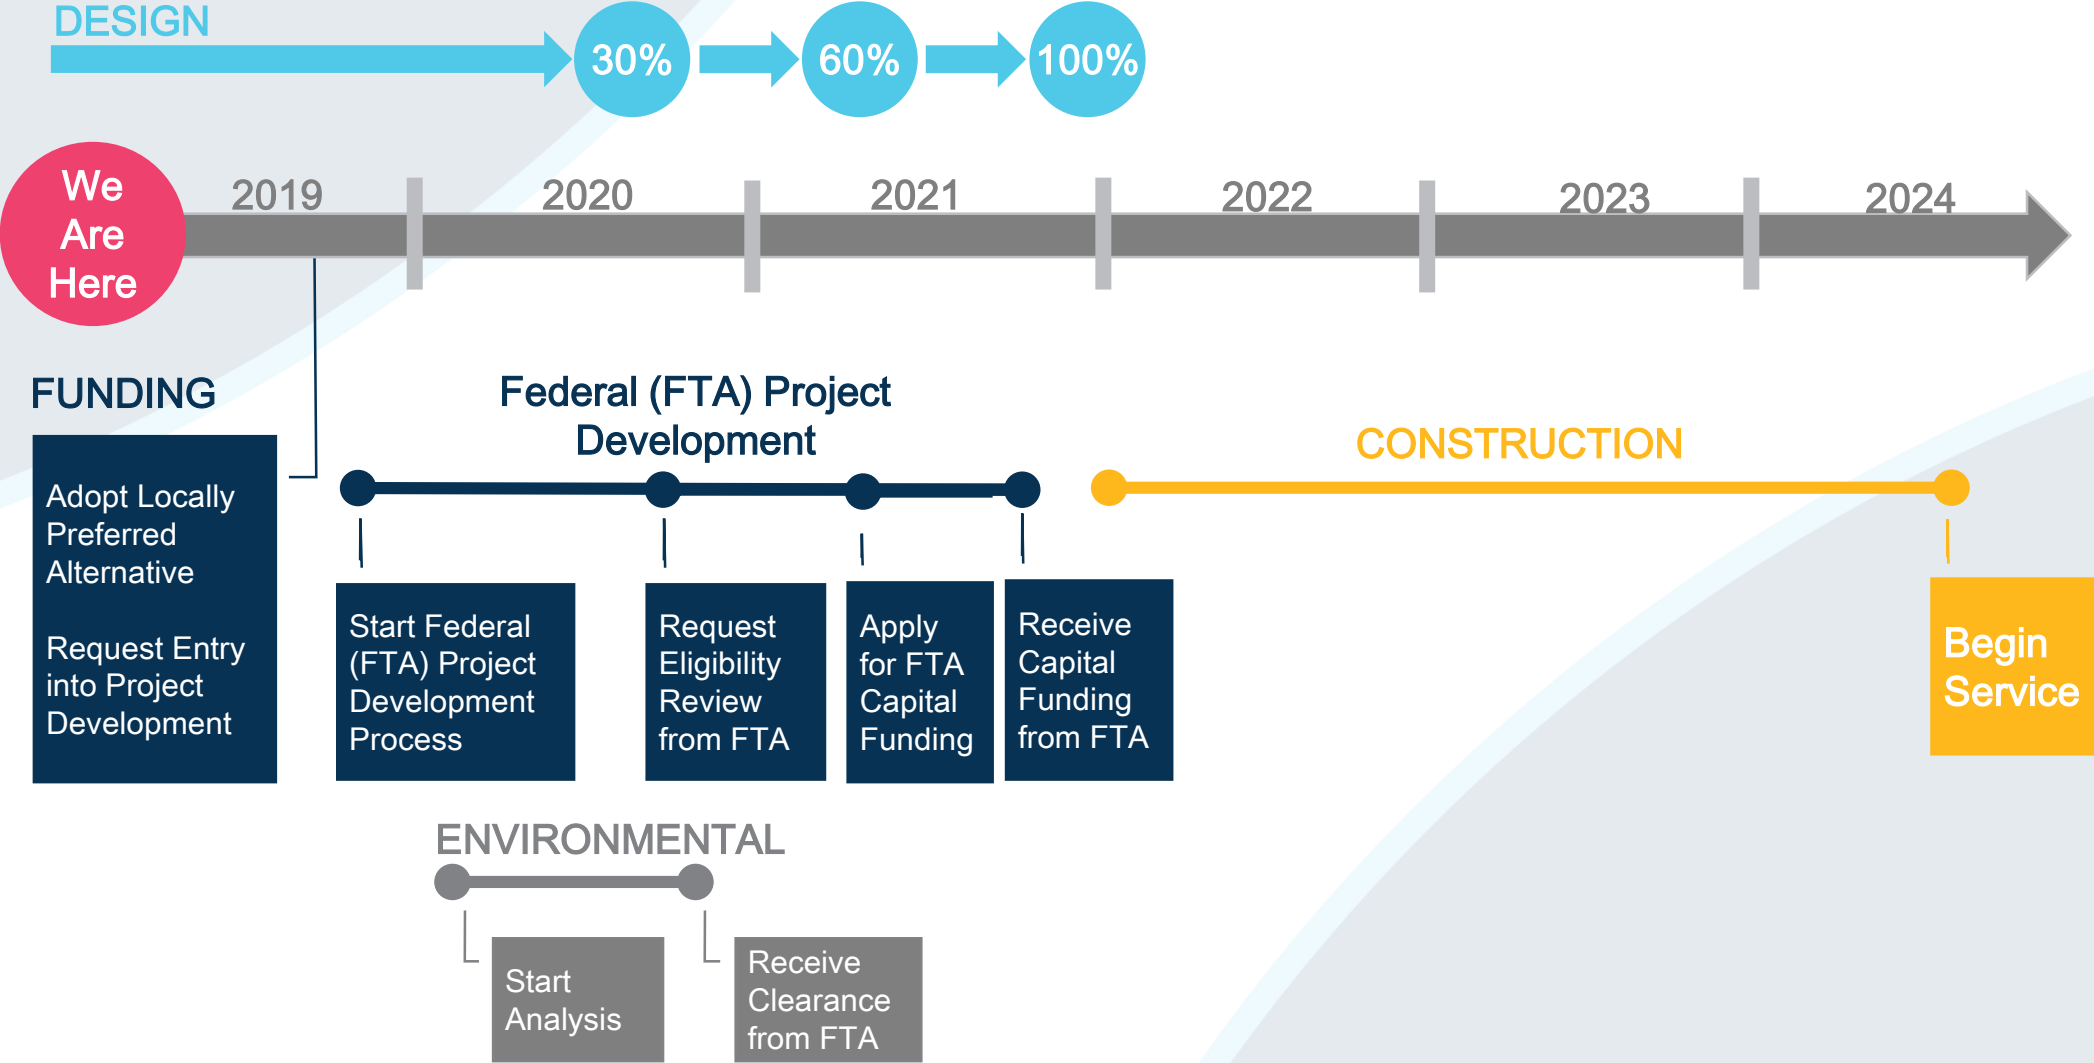 DESIGN
30%
60%
100%
We
Are
Here
2019
2020
2021
2022
2023
2024
FUNDING
Adopt Locally
Preferred
Alternative
Request Entry
into Project
Development
Federal (FTA) Project
Development
Start Federal
(FTA) Project
Development
Process
Request
Eligibility
Review
from FTA
Apply
for FTA
Capital
Funding
Receive
Capital
Funding
from FTA
CONSTRUCTION
Begin
Service
ENVIRONMENTAL
Start
Analysis
Receive
Clearance
from FTA